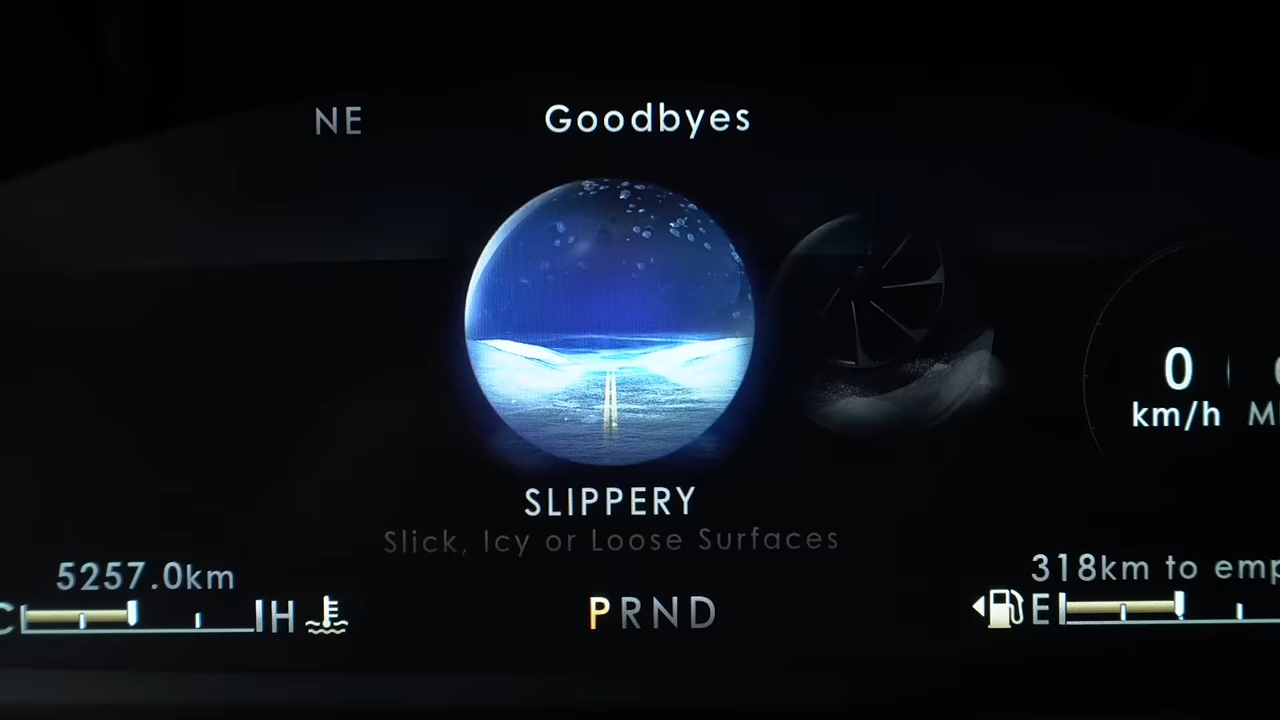 NE
Goodbyes
0
km/h
M
SLIPPERY
Slick, Icy or Loose Surfaces
5257.0km
318km to emp
C H
PRND
E